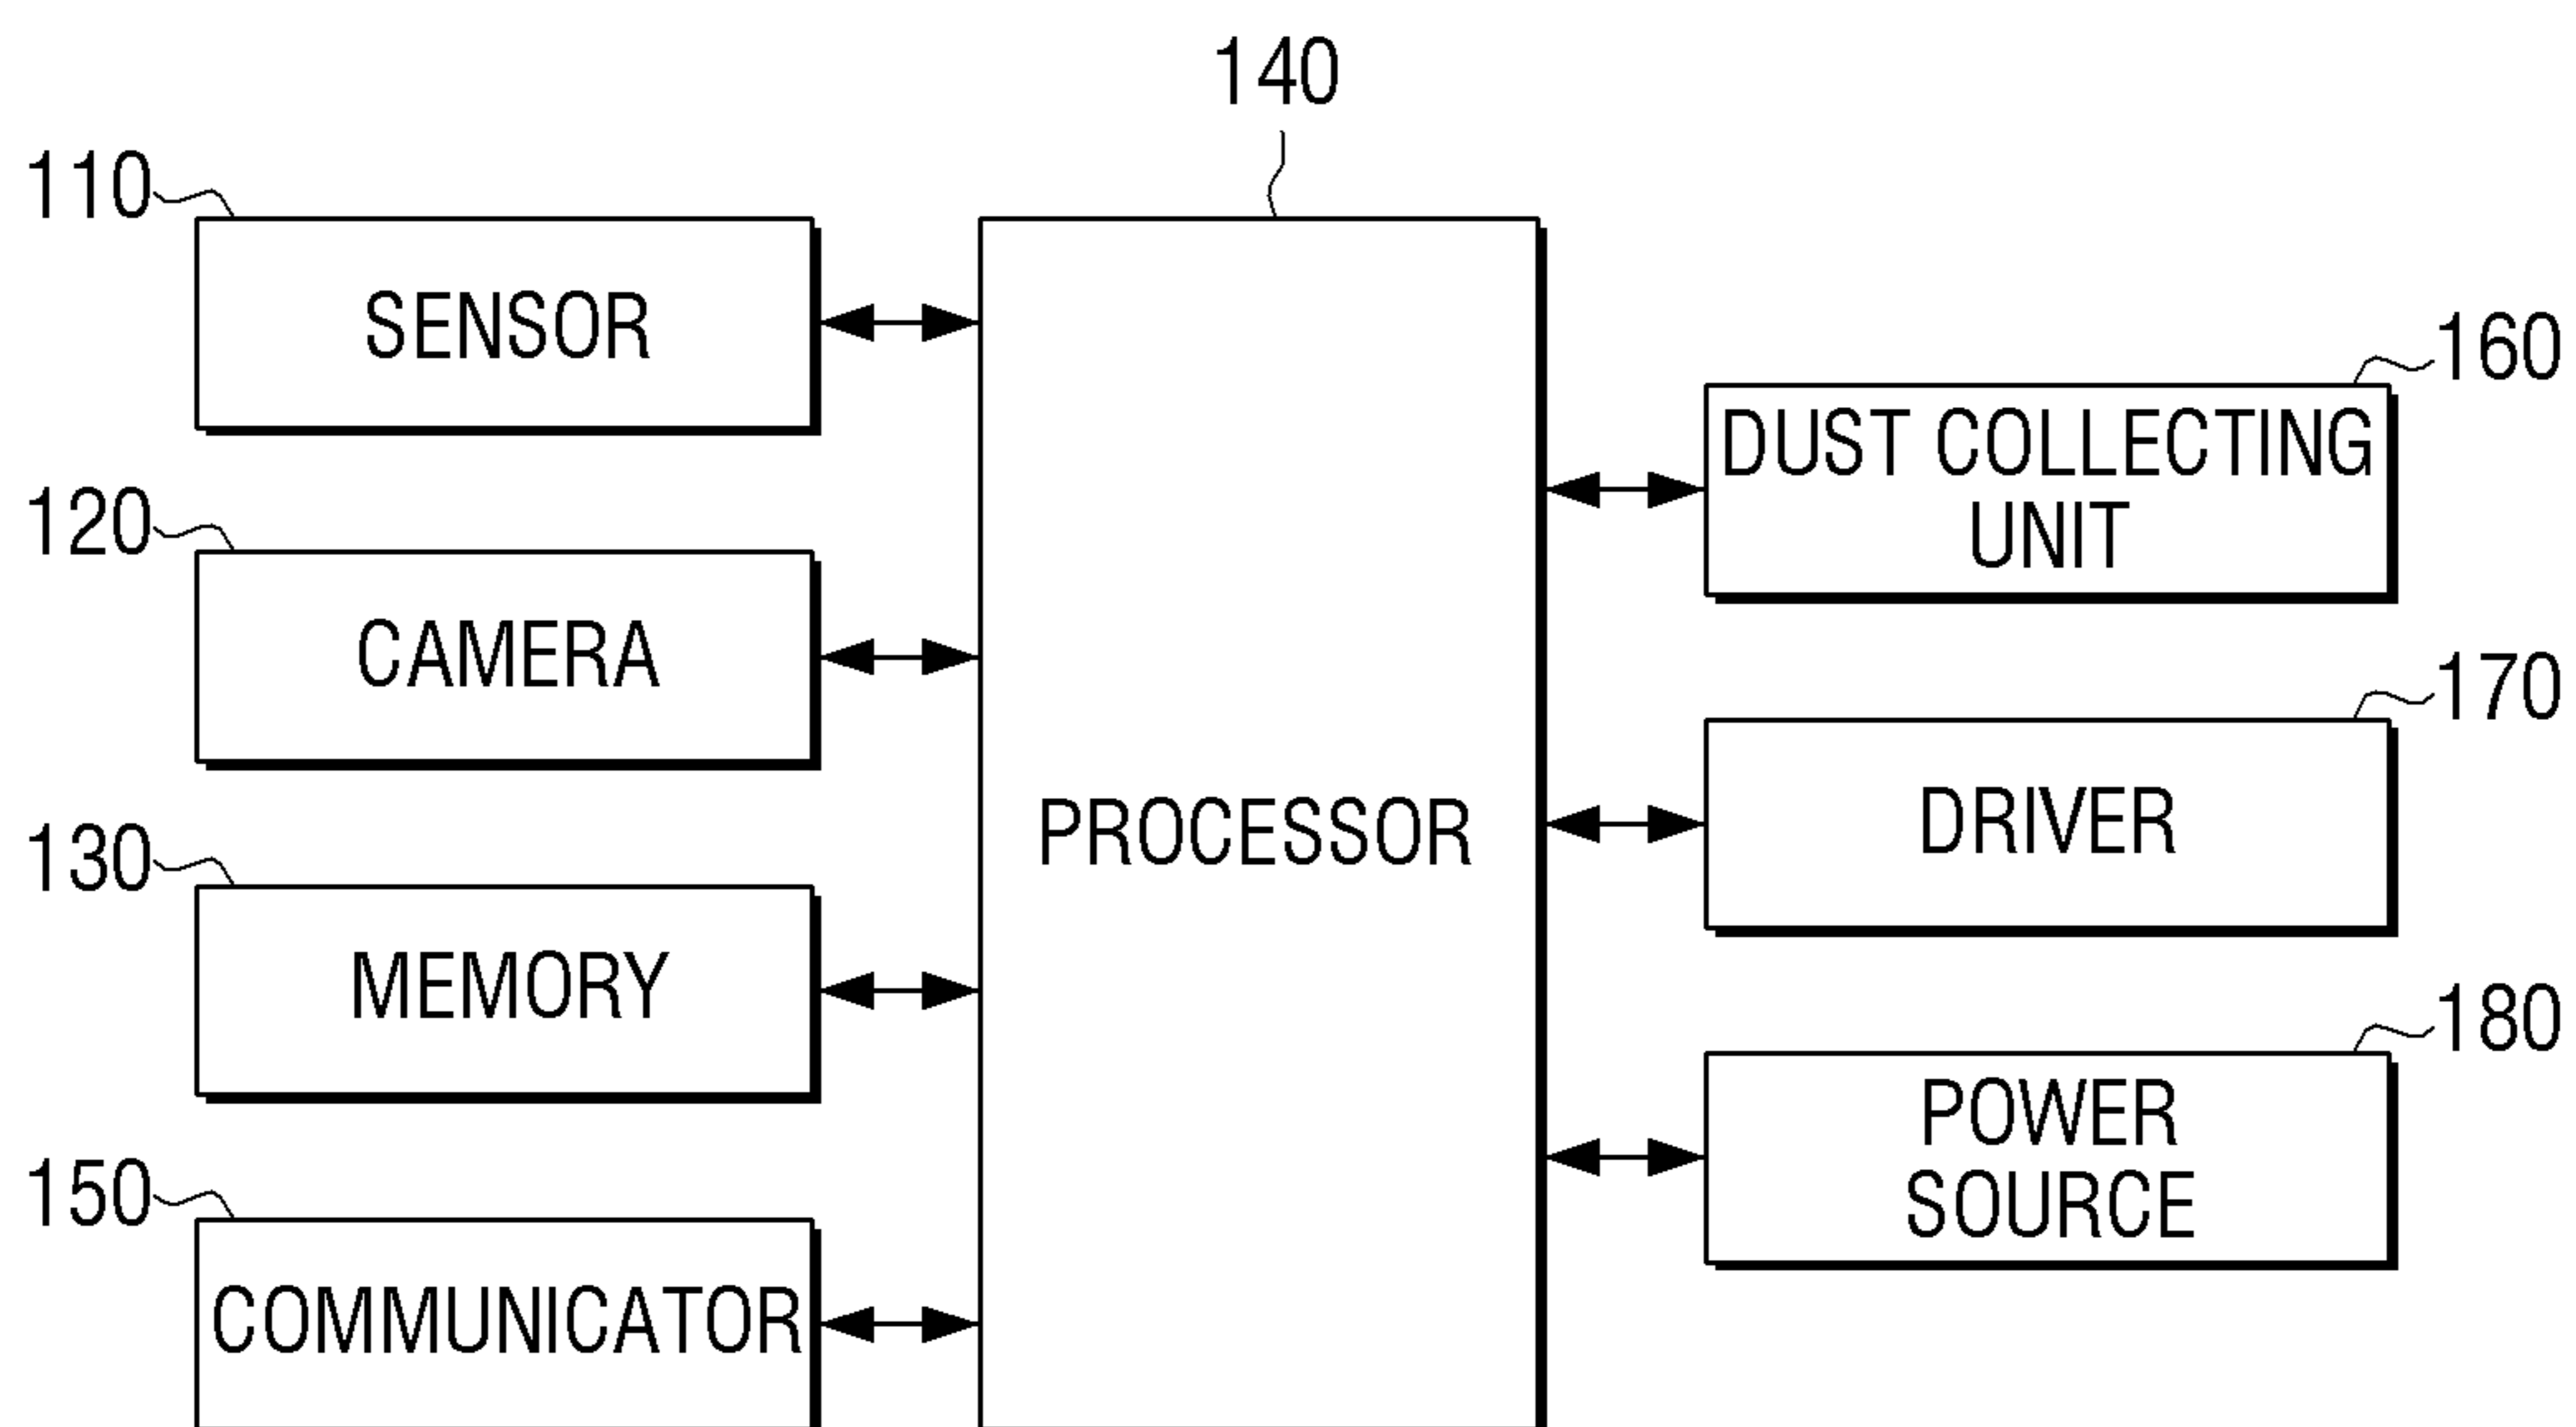 140
110
SENSOR
160
DUST COLLECTING
UNIT
120
CAMERA
170
DRIVER
130
MEMORY
PROCESSOR
180
POWER
SOURCE
150
COMMUNICATOR